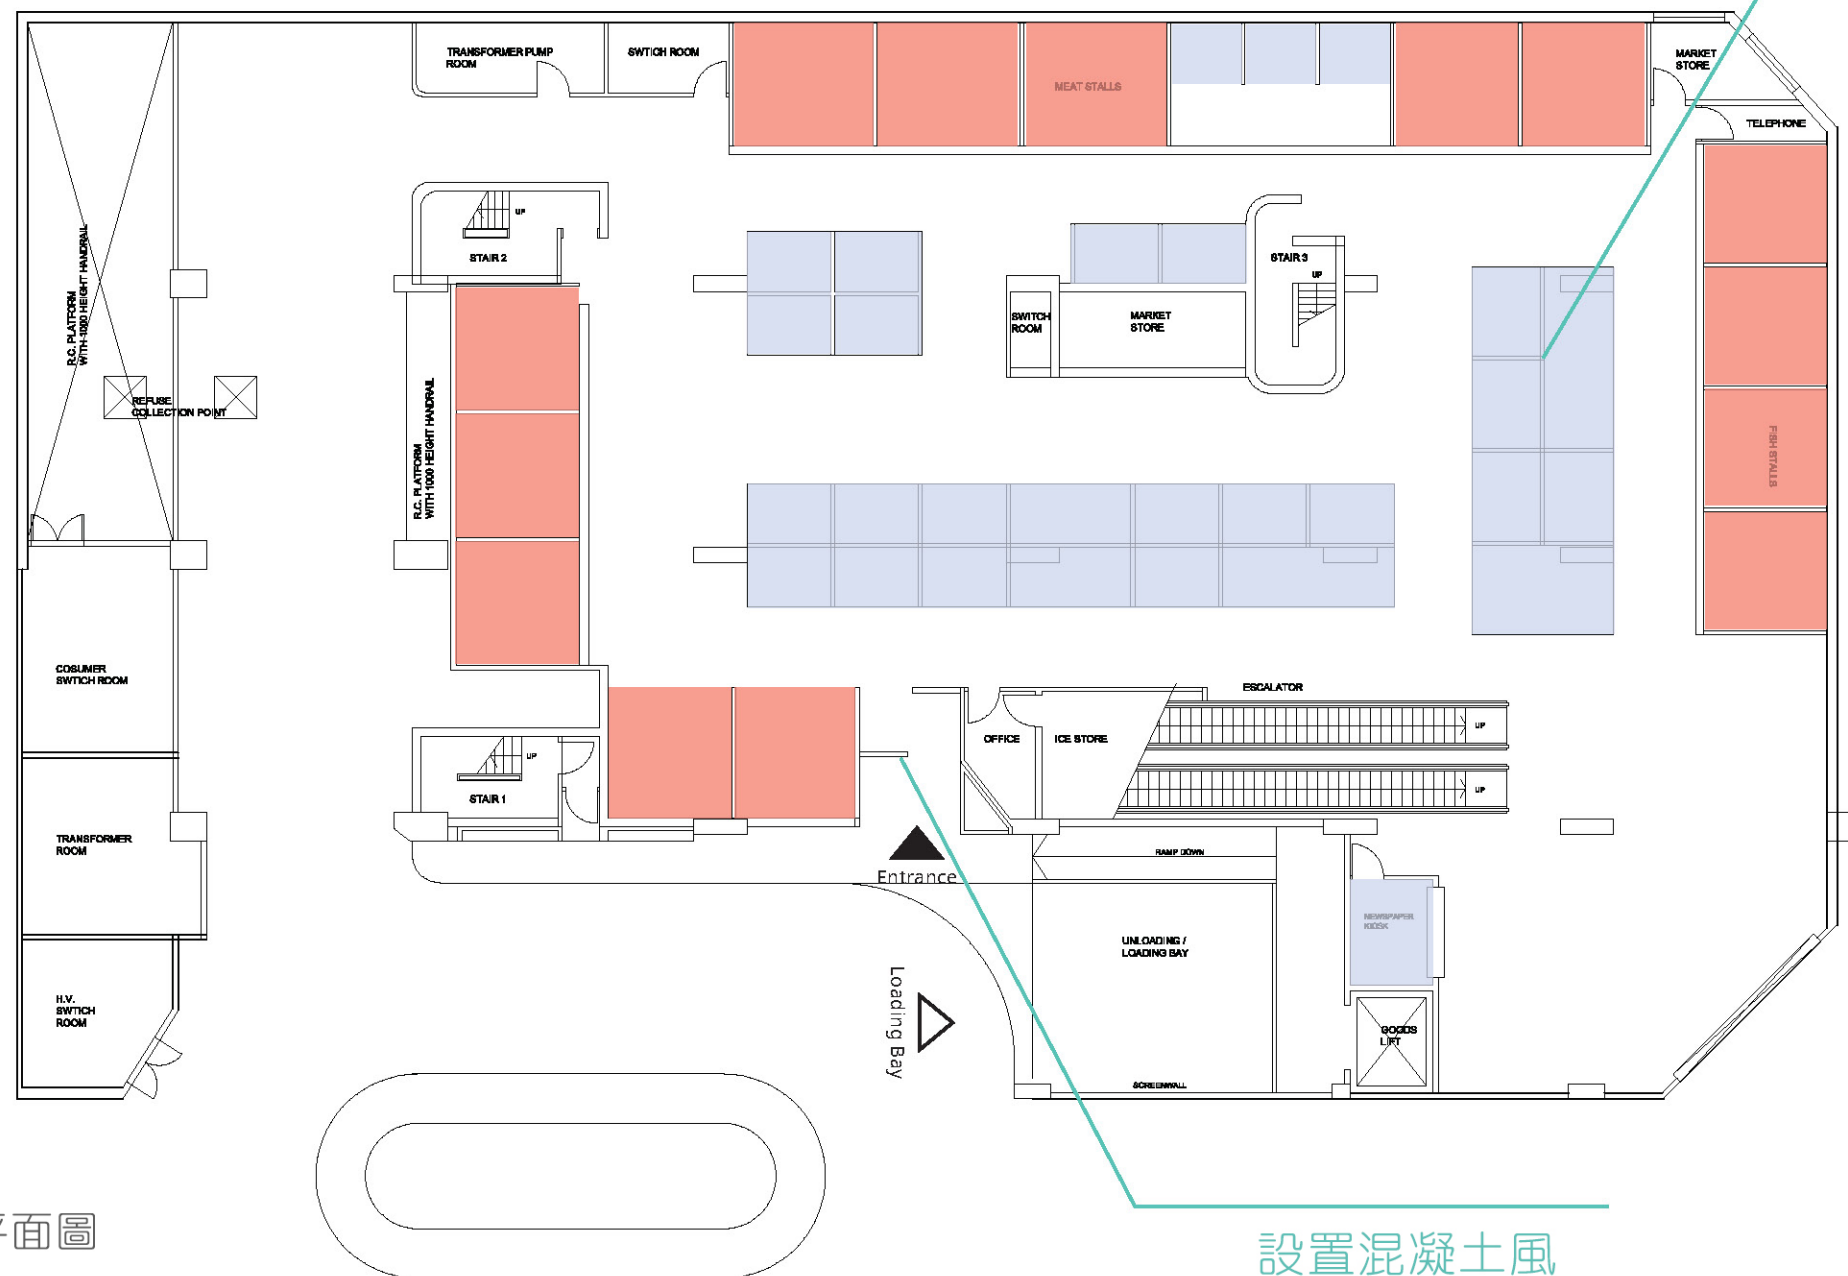 TRANSFORMER PUMP
ROOM
SWTICH ROOM
MEAT STALLS
MARKET
STORE
TELEPHONE
UP
STAIR 2
STAIR 3
UP
R.C. PLATFORM
WITH 1000 HEIGHT HANDRAIL
SWITCH
ROOM
MARKET
STORE
REFUSE
COLLECTION POINT
R.C. PLATFORM
WITH 1000 HEIGHT HANDRAIL
FISH STALLS
COSUMER
SWTICH ROOM
ESCALATOR
OFFICE
ICE STORE
UP
UP
STAIR 1
UP
TRANSFORMER
ROOM
RAMP DOWN
Entrance
NEWSPAPER
KIOSK
UNLOADING /
LOADING BAY
Loading Bay
H.V.
SWTICH
ROOM
GOODS
LIFT
SCREENWALL
平面圖
設置混凝土風